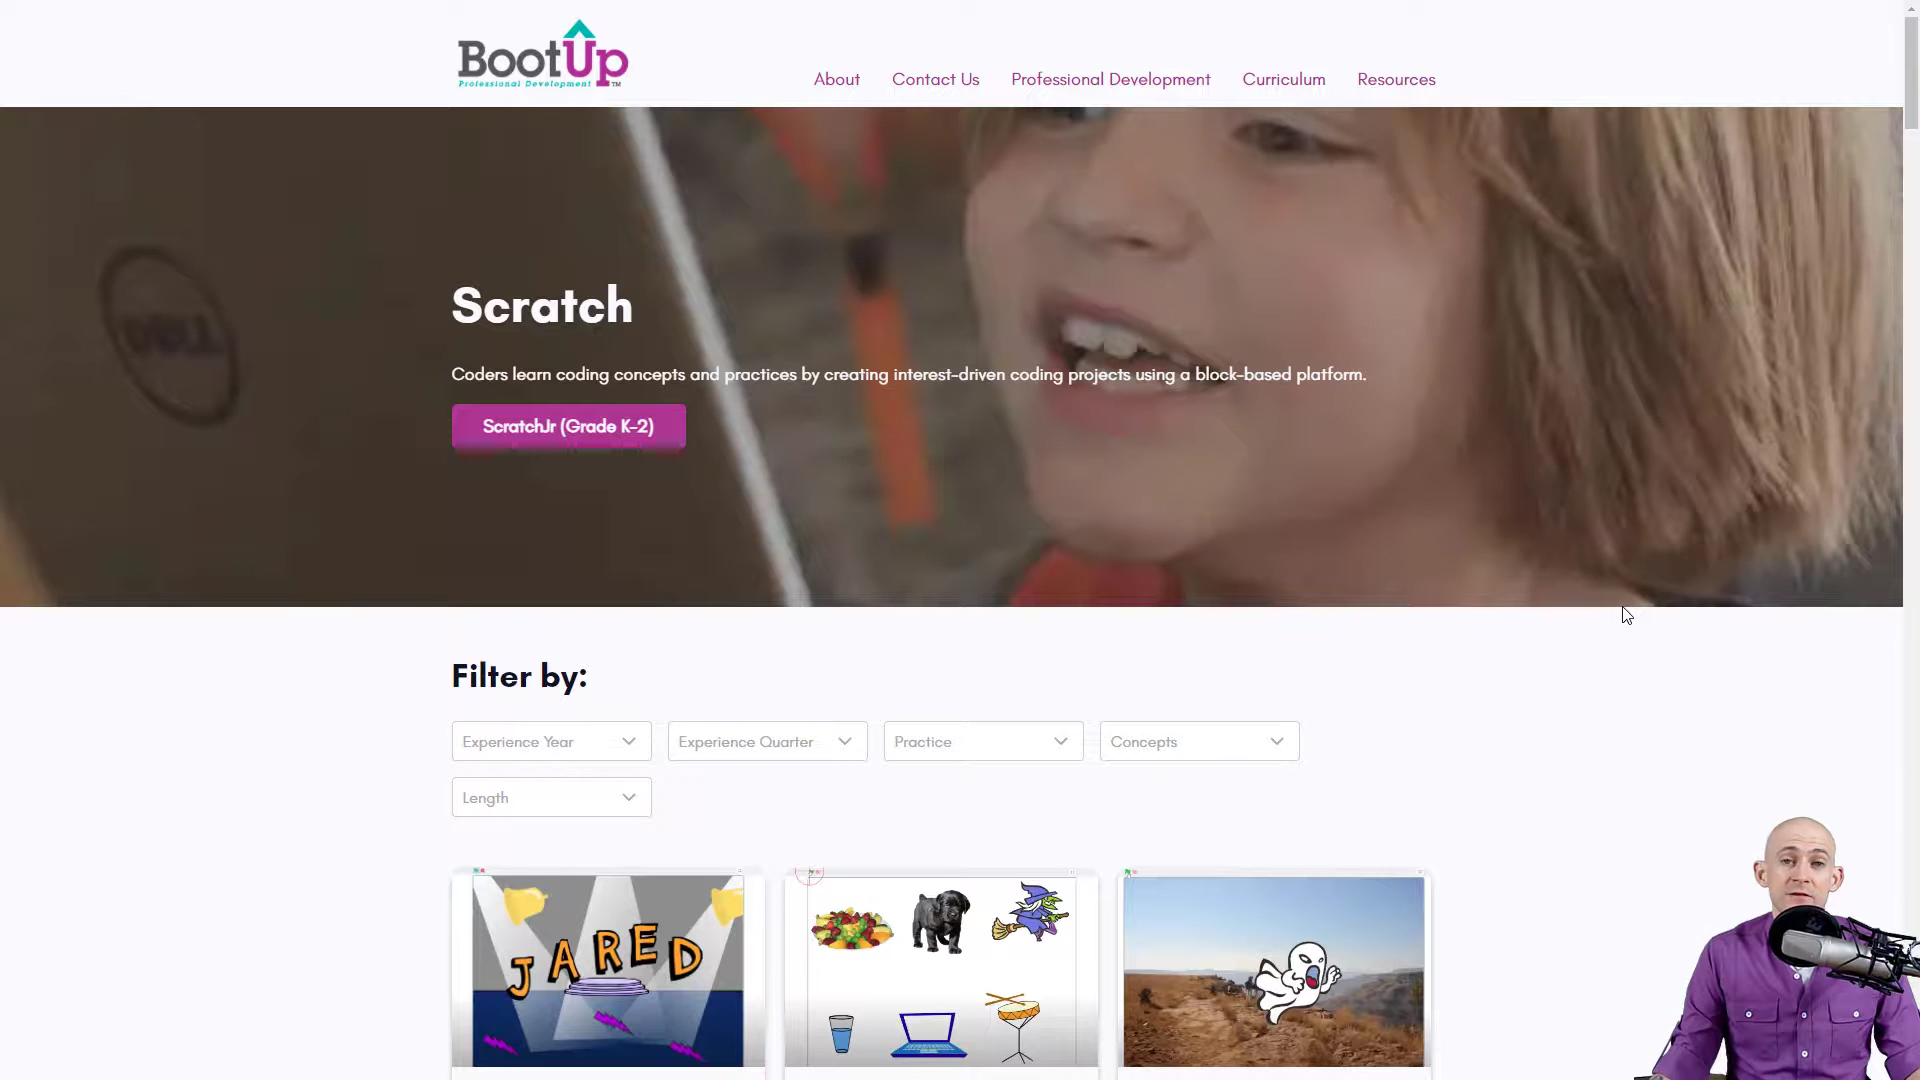 BootUp
Professional Development ™
About Contact Us Professional Development Curriculum Resources
DELL
Scratch
Coders learn coding concepts and practices by creating interest-driven coding projects using a block-based platform.
ScratchJr (Grade K-2)
Filter by:
Experience Year Experience Quarter Practice Concepts
Length
JARED